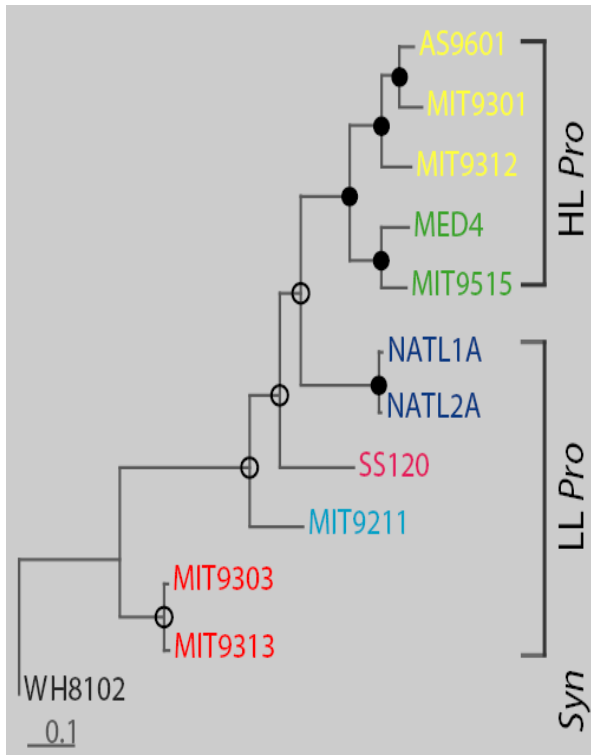 AS9601
MIT9301
MIT9312
MED4
MIT9515
HL Pro
NATL1A
NATL2A
SS120
MIT9211
MIT9303
MIT9313
LL Pro
WH8102
Syn
0.1